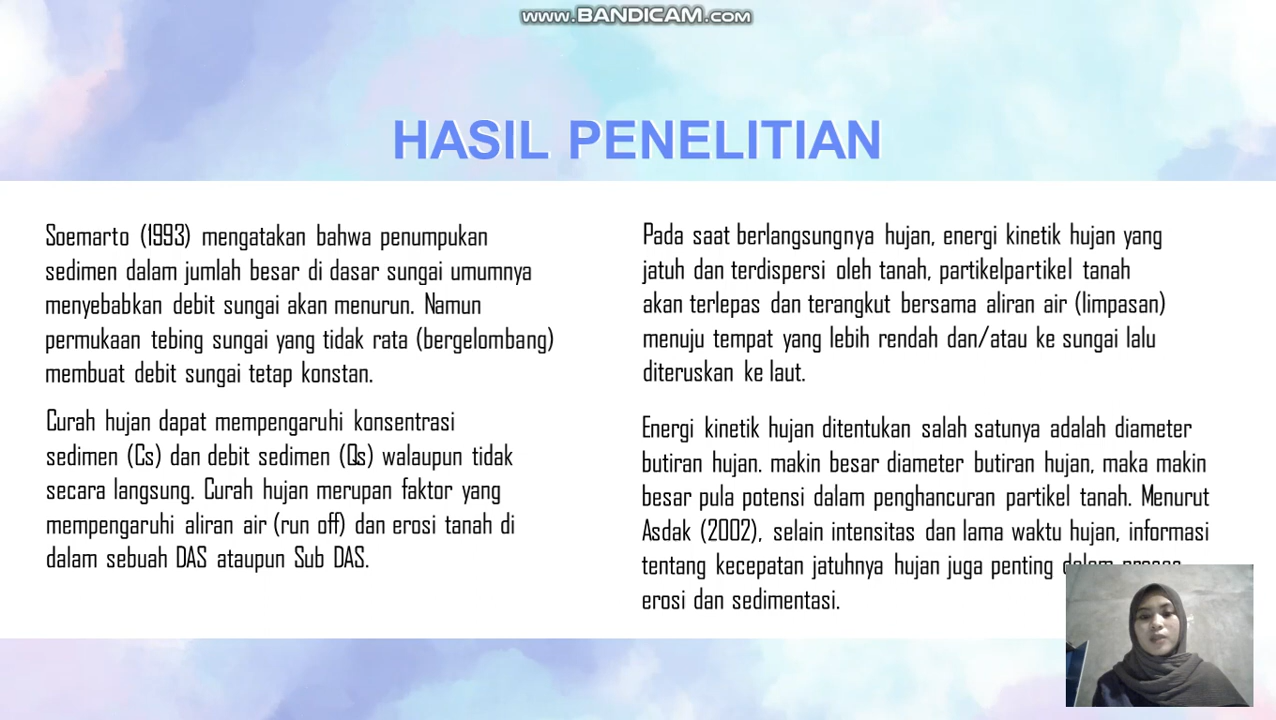 www.BANDICAM.com
HASIL PENELITIAN
Soemarto (1993) mengatakan bahwa penumpukan
sedimen dalam jumlah besar di dasar sungai umumnya
menyebabkan debit sungai akan menurun. Namun
permukaan tebing sungai yang tidak rata (bergelombang)
membuat debit sungai tetap konstan.
Curah hujan dapat mempengaruhi konsentrasi
sedimen (Cs) dan debit sedimen (Qs) walaupun tidak
secara langsung. Curah hujan merupan faktor yang
mempengaruhi aliran air (run off) dan erosi tanah di
dalam sebuah DAS ataupun Sub DAS.
Pada saat berlangsungnya hujan, energi kinetik hujan yang
jatuh dan terdispersi oleh tanah, partikelpartikel tanah
akan terlepas dan terangkut bersama aliran air (limpasan)
menuju tempat yang lebih rendah dan/atau ke sungai lalu
diteruskan ke laut.
Energi kinetik hujan ditentukan salah satunya adalah diameter
butiran hujan. makin besar diameter butiran hujan, maka makin
besar pula potensi dalam penghancuran partikel tanah. Menurut
Asdak (2002), selain intensitas dan lama waktu hujan, informasi
tentang kecepatan jatuhnya hujan juga penting dalam
erosi dan sedimentasi.